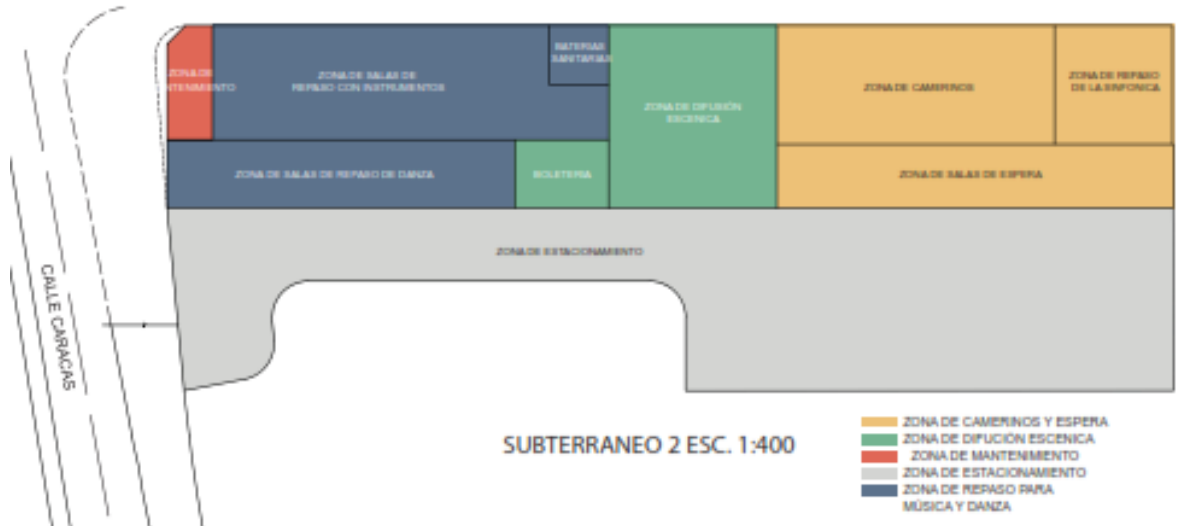 BATERIAS
SANITARIAS
ZONA DE
NTENIMIENTO
ZONA DE SALAS DE
REPASO CON INSTRUMENTOS
ZONA DE DIFUSIÓN
ESCENICA
ZONA DE CAMERINOS
ZONA DE REPASO
DE LA SINFONICA
ZONA DE SALAS DE REPASO DE DANZA
BOLETERIA
ZONA DE SALAS DE ESPERA
ZONA DE ESTACIONAMIENTO
CALLE CARACAS
SUBTERRANEO 2 ESC. 1:400
ZONA DE CAMERINOS Y ESPERA
ZONA DE DIFUCIÓN ESCENICA
ZONA DE MANTENIMIENTO
ZONA DE ESTACIONAMIENTO
ZONA DE REPASO PARA
MÚSICA Y DANZA